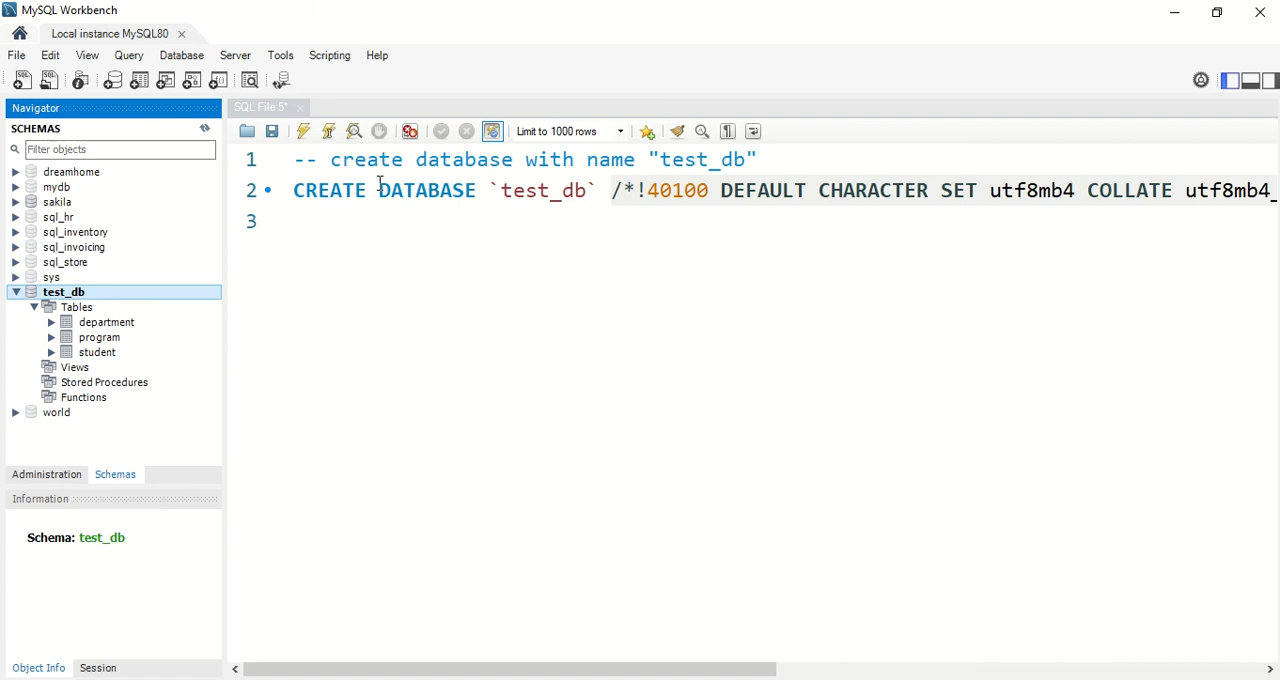 MySQL Workbench
Local instance MySQL80
File Edit View Query Database Server Tools Scripting Help
Navigator
SCHEMAS
Filter objects
dreamhome
mydb
sakila
sql_hr
sql_inventory
sql_invoicing
sql_store
sys
test_db
Tables
department
program
student
Views
Stored Procedures
Functions
world
Administration Schemas
Information
Schema: test_db
Object Info Session
SQL File 5*
Limit to 1000 rows
1 -- create database with name "test_db"
2 CREATE DATABASE `test_db` /*!40100 DEFAULT CHARACTER SET utf8mb4 COLLATE utf8mb4_
3